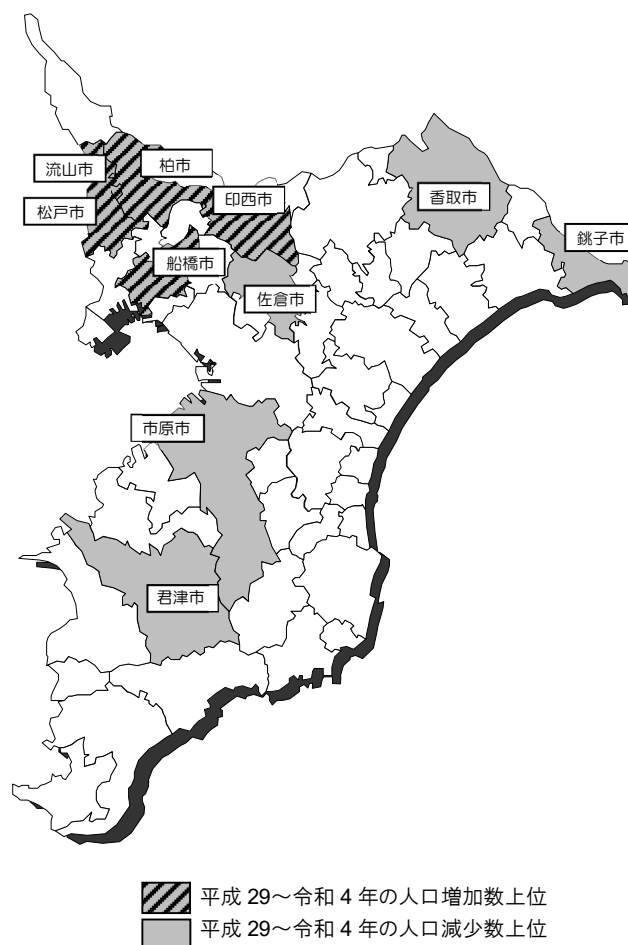 流山市
柏市
松戸市
印西市
香取市
銚子市
船橋市
佐倉市
市原市
君津市
平成 29～令和 4 年の人口増加数上位
平成 29～令和 4 年の人口減少数上位